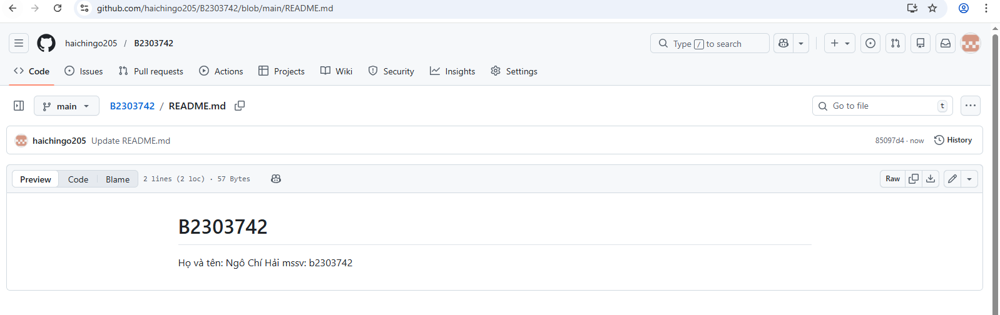 github.com/haichingo205/B2303742/blob/main/README.md
haichingo205 / B2303742
Type / to search
Code Issues Pull requests Actions Projects Wiki Security Insights Settings
main B2303742 / README.md Go to file t
haichingo205 Update README.md 85097d4 · now History
Preview Code Blame 2 lines (2 loc) · 57 Bytes Raw
B2303742
Họ và tên: Ngô Chí Hải mssv: b2303742